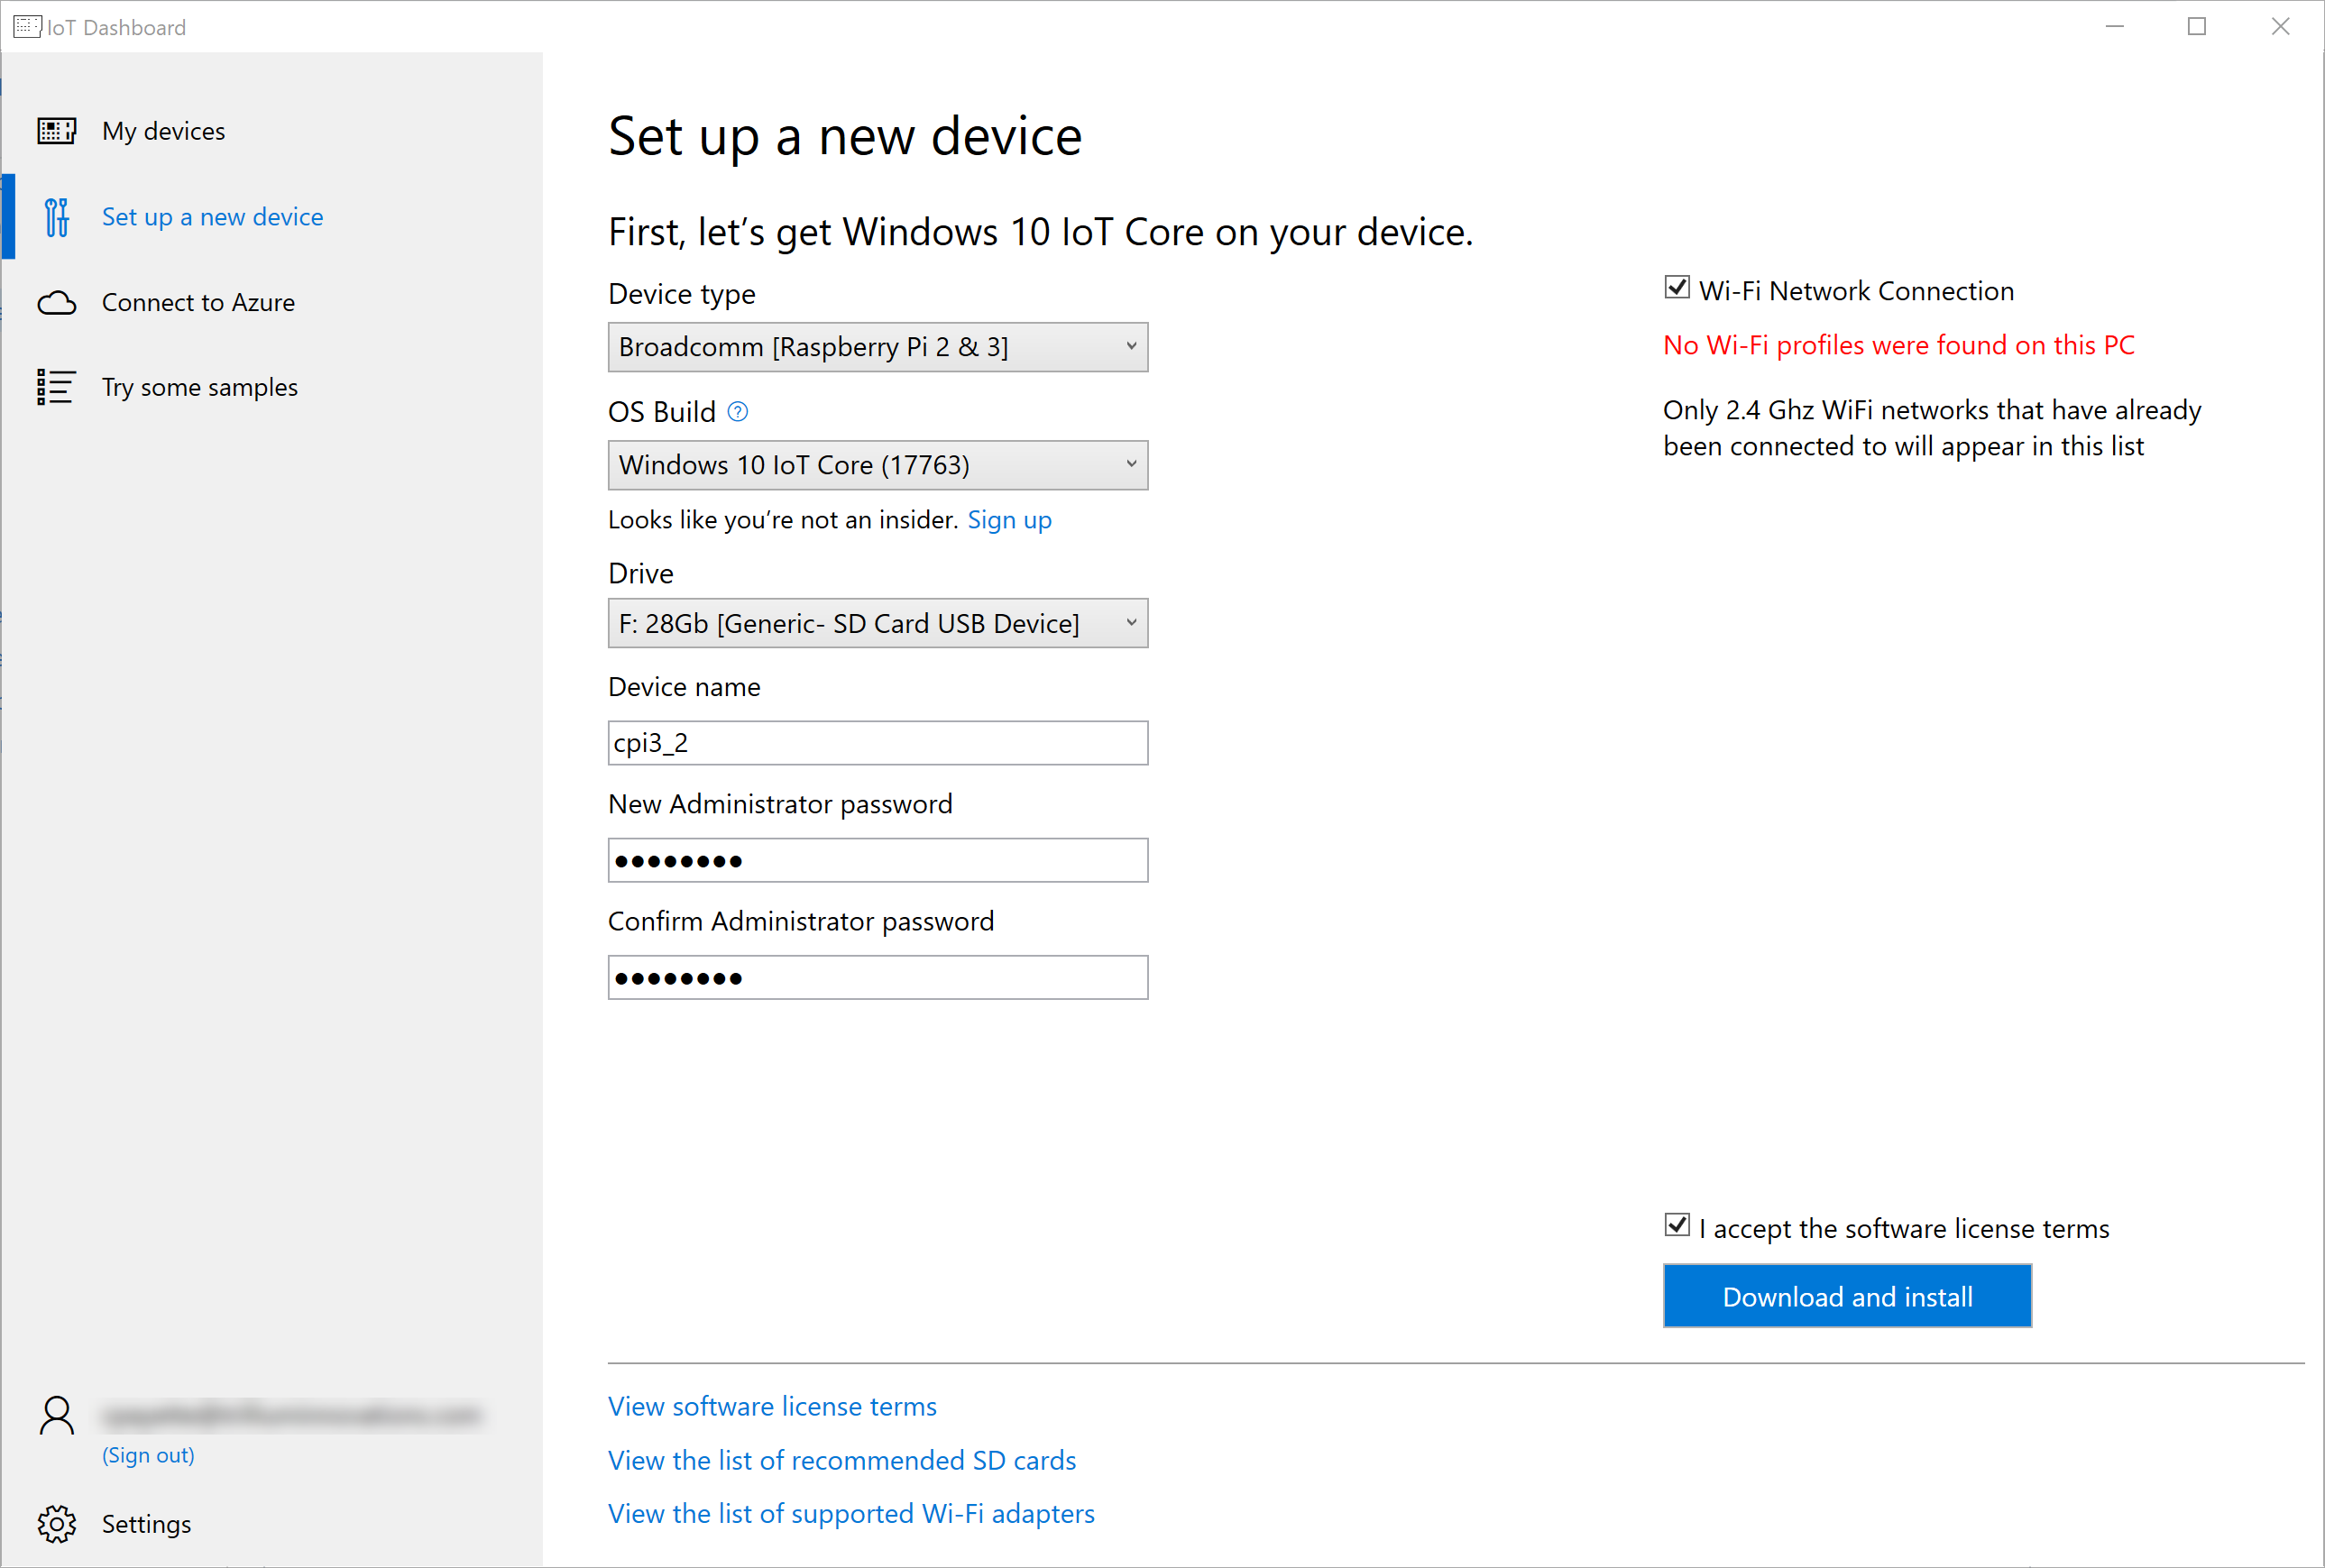 IoT Dashboard
My devices
Set up a new device
Connect to Azure
Try some samples
(Sign out)
Settings
Set up a new device
First, let’s get Windows 10 IoT Core on your device.
Device type
Broadcomm [Raspberry Pi 2 & 3]
OS Build ?
Windows 10 IoT Core (17763)
Looks like you’re not an insider. Sign up
Drive
F: 28Gb [Generic- SD Card USB Device]
Device name
cpi3_2
New Administrator password
Confirm Administrator password
Wi-Fi Network Connection
No Wi-Fi profiles were found on this PC
Only 2.4 Ghz WiFi networks that have already
been connected to will appear in this list
I accept the software license terms
Download and install
View software license terms
View the list of recommended SD cards
View the list of supported Wi-Fi adapters